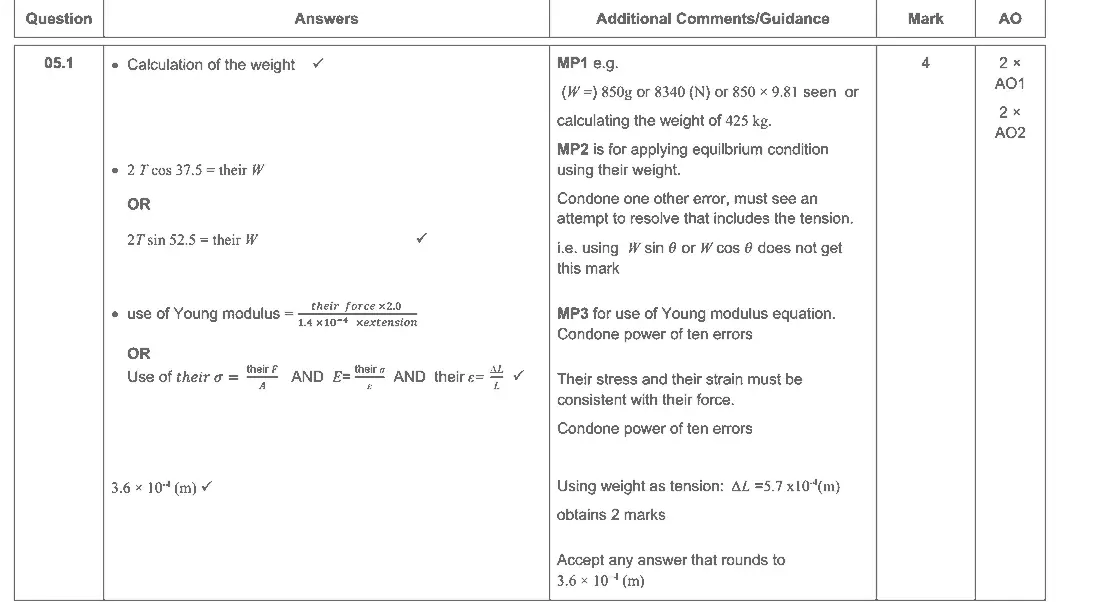 Question Answers Additional Comments/Guidance Mark AO
05.1
• Calculation of the weight ✓
• 2 T cos 37.5 = their W
OR
2T sin 52.5 = their W ✓
• use of Young modulus = their force ×2.0 / 1.4 ×10⁻⁴ ×extension
OR
Use of their σ = their F / A AND E= their σ / ε AND their ε= ΔL / L ✓
3.6 × 10⁻⁴ (m) ✓
MP1 e.g.
(W =) 850g or 8340 (N) or 850 × 9.81 seen or
calculating the weight of 425 kg.
MP2 is for applying equilbrium condition
using their weight.
Condone one other error, must see an
attempt to resolve that includes the tension.
i.e. using W sin θ or W cos θ does not get
this mark
MP3 for use of Young modulus equation.
Condone power of ten errors
Their stress and their strain must be
consistent with their force.
Condone power of ten errors
Using weight as tension: ΔL =5.7 x10⁻⁴(m)
obtains 2 marks
Accept any answer that rounds to
3.6 × 10⁻⁴ (m)
4
2 ×
AO1
2 ×
AO2